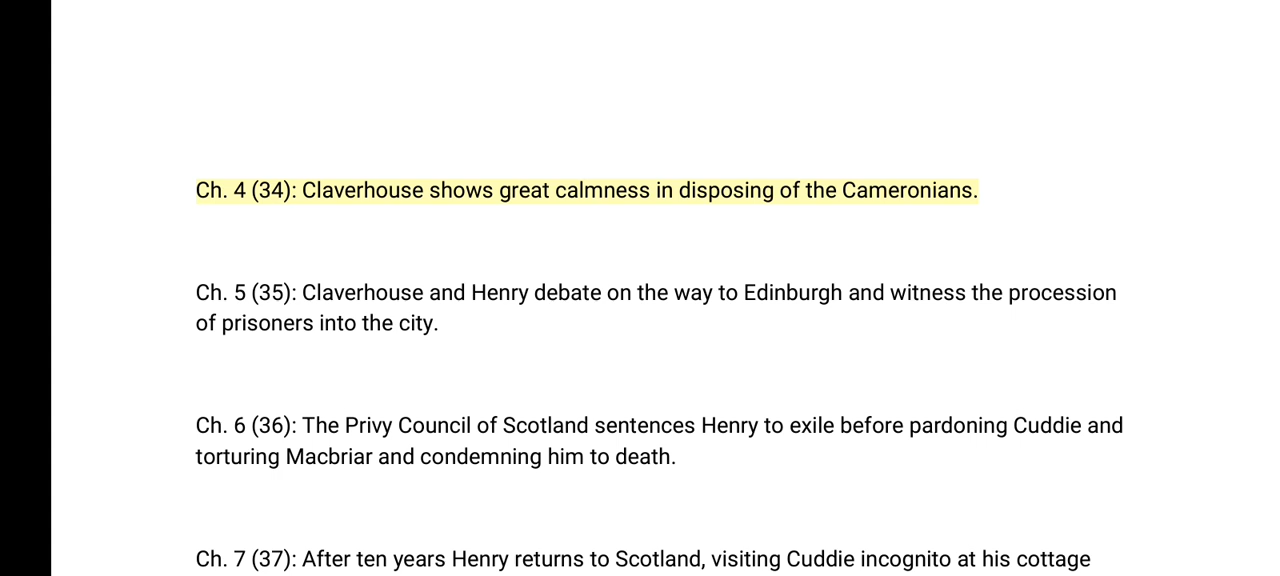 Ch. 4 (34): Claverhouse shows great calmness in disposing of the Cameronians.
Ch. 5 (35): Claverhouse and Henry debate on the way to Edinburgh and witness the procession
of prisoners into the city.
Ch. 6 (36): The Privy Council of Scotland sentences Henry to exile before pardoning Cuddie and
torturing Macbriar and condemning him to death.
Ch. 7 (37): After ten years Henry returns to Scotland, visiting Cuddie incognito at his cottage